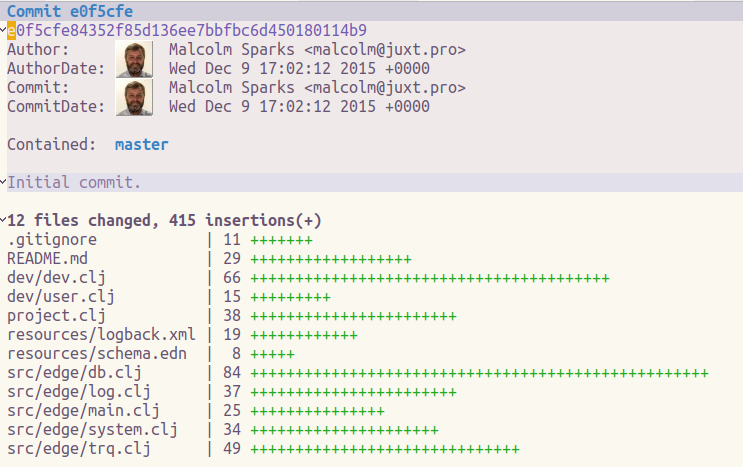 Commit e0f5cfe
e0f5cfe84352f85d136ee7bbfbc6d450180114b9
Author: Malcolm Sparks <malcolm@juxt.pro>
AuthorDate: Wed Dec 9 17:02:12 2015 +0000
Commit: Malcolm Sparks <malcolm@juxt.pro>
CommitDate: Wed Dec 9 17:02:12 2015 +0000
Contained: master
Initial commit.
12 files changed, 415 insertions(+)
.gitignore | 11 +++++++
README.md | 29 ++++++++++++++++++
dev/dev.clj | 66 ++++++++++++++++++++++++++++++++++++++++
dev/user.clj | 15 +++++++++
project.clj | 38 +++++++++++++++++++++++
resources/logback.xml | 19 ++++++++++++
resources/schema.edn | 8 +++++
src/edge/db.clj | 84 +++++++++++++++++++++++++++++++++++++++++++++++++++
src/edge/log.clj | 37 +++++++++++++++++++++++
src/edge/main.clj | 25 +++++++++++++++
src/edge/system.clj | 34 +++++++++++++++++++++
src/edge/trq.clj | 49 ++++++++++++++++++++++++++++++